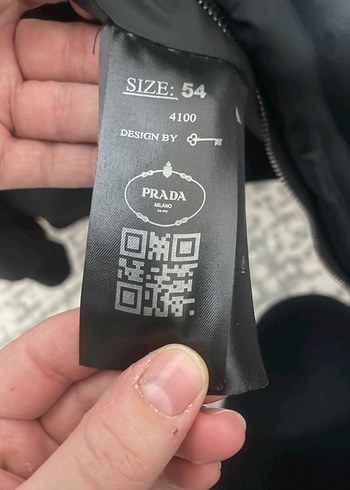 SIZE: 54
4100
DESIGN BY
PRADA
MILANO